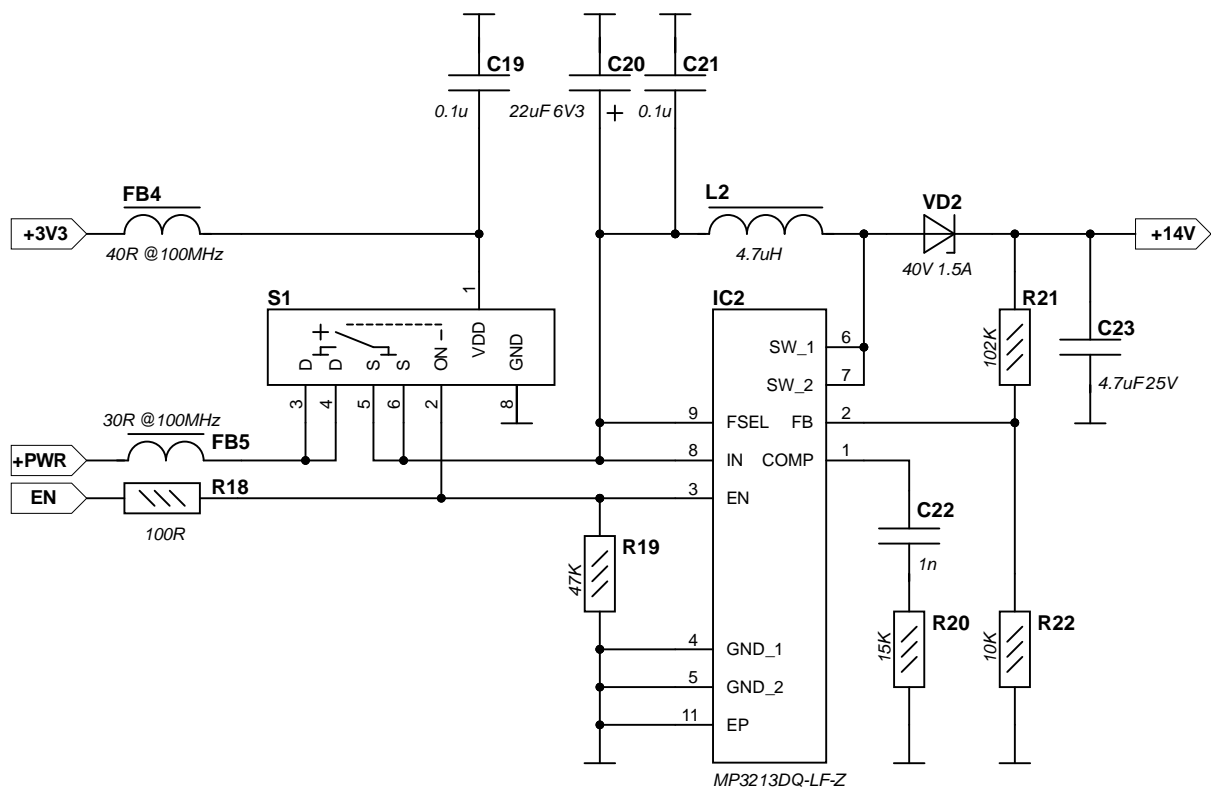 C19
C20
C21
0.1u
22uF 6V3
+
0.1u
FB4
L2
VD2
+3V3
+14V
40R @100MHz
4.7uH
40V 1.5A
1
S1
IC2
R21
+
-
D
D
S
S
ON
VDD
GND
SW_1
6
102K
C23
SW_2
7
4.7uF 25V
3
4
5
6
2
8
30R @100MHz
9
FSEL
FB
2
FB5
+PWR
8
IN
COMP
1
EN
R18
3
EN
100R
C22
R19
47K
1n
R20
R22
15K
10K
4
GND_1
5
GND_2
11
EP
MP3213DQ-LF-Z